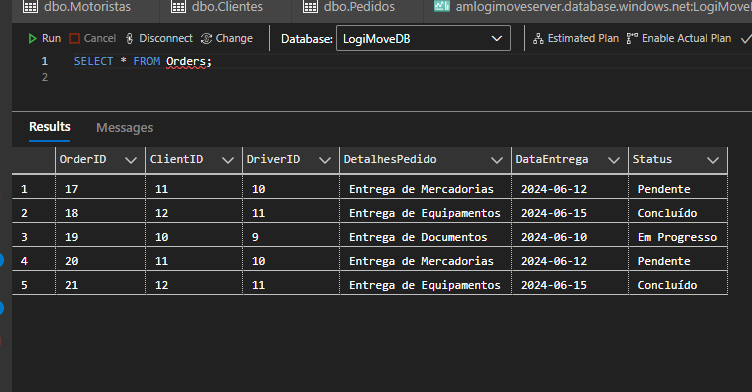 dbo.Motoristas dbo.Clientes dbo.Pedidos amlogimoveserver.database.windows.net:LogiMove
Run Cancel Disconnect Change Database: LogiMoveDB Estimated Plan Enable Actual Plan
1 SELECT * FROM Orders;
2
Results Messages
OrderID ClientID DriverID DetalhesPedido DataEntrega Status
1 17 11 10 Entrega de Mercadorias 2024-06-12 Pendente
2 18 12 11 Entrega de Equipamentos 2024-06-15 Concluído
3 19 10 9 Entrega de Documentos 2024-06-10 Em Progresso
4 20 11 10 Entrega de Mercadorias 2024-06-12 Pendente
5 21 12 11 Entrega de Equipamentos 2024-06-15 Concluído